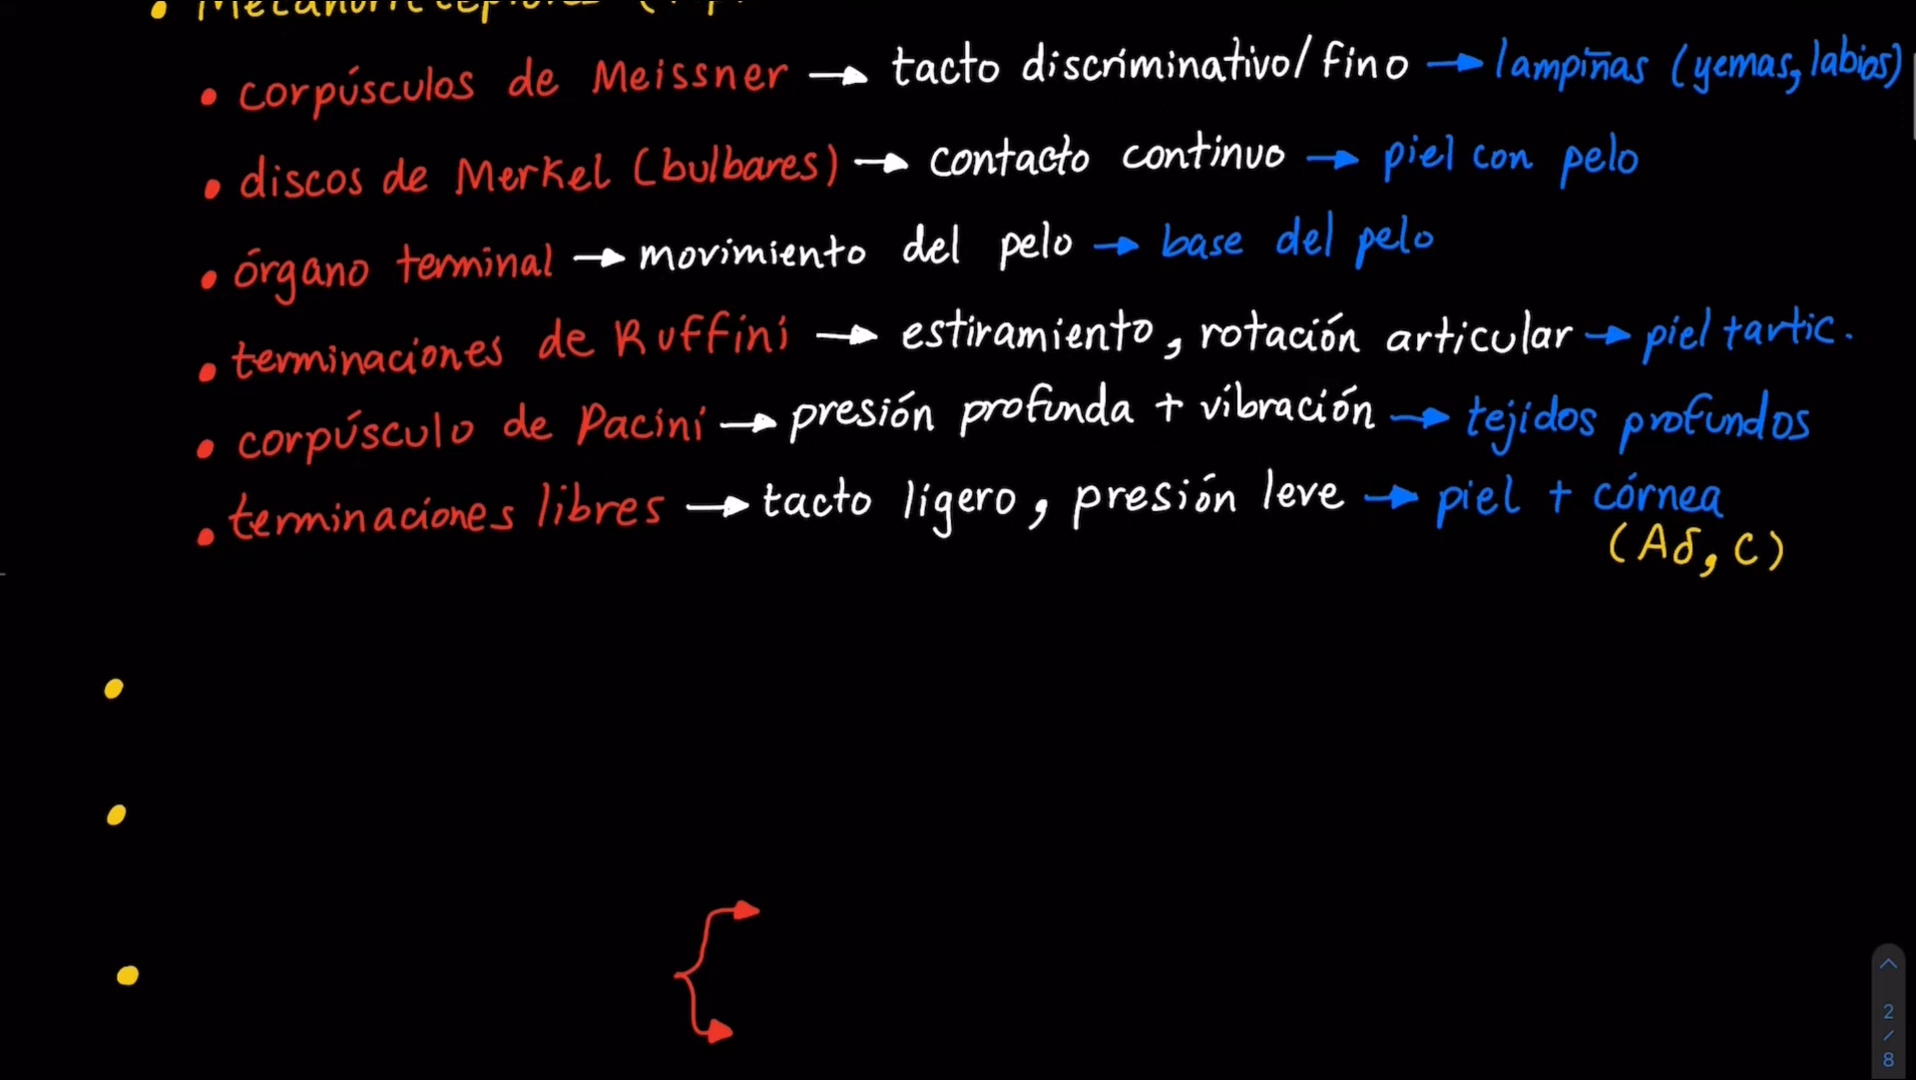 • Mecanorreceptores
• corpúsculos de Meissner → tacto discriminativo/fino → lampiñas (yemas, labios)
• discos de Merkel (bulbares) → contacto continuo → piel con pelo
• órgano terminal → movimiento del pelo → base del pelo
• terminaciones de Ruffini → estiramiento, rotación articular → piel + artic.
• corpúsculo de Pacini → presión profunda + vibración → tejidos profundos
• terminaciones libres → tacto ligero, presión leve → piel + córnea
(Aδ, C)
2
/
8